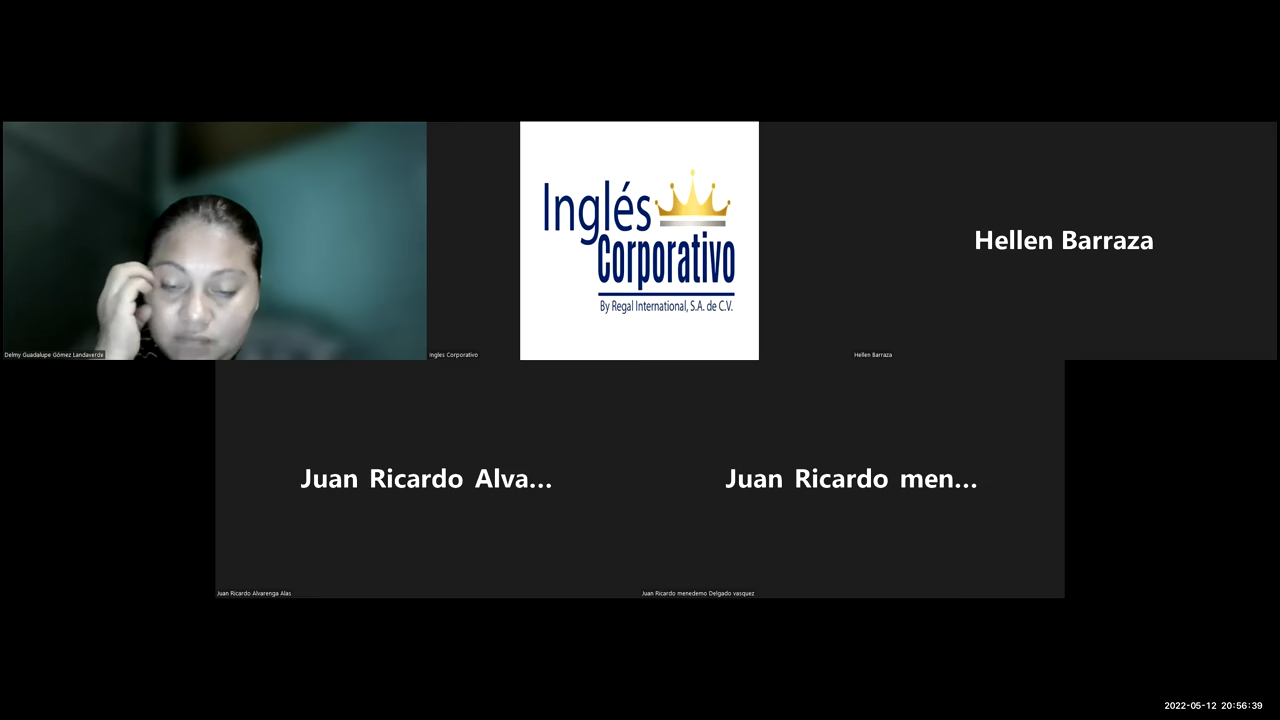 Inglés
Corporativo
By Regal International, S.A. de C.V.
Hellen Barraza
Delmy Guadalupe Gómez Landaverde
Ingles Corporativo
Hellen Barraza
Juan Ricardo Alva...
Juan Ricardo men...
Juan Ricardo Alvarenga Alas
Juan Ricardo menedemo Delgado vasquez
2022-05-12 20:56:39